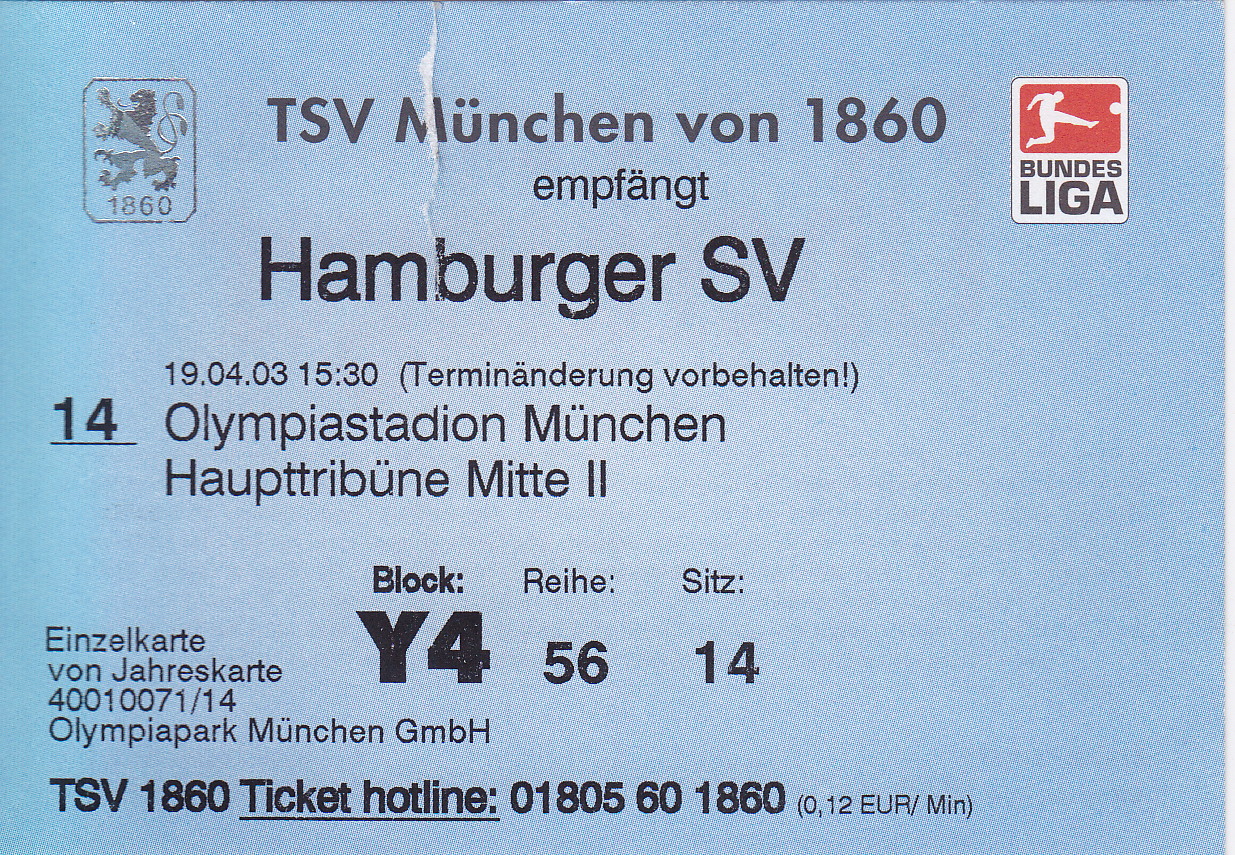 1860
TSV München von 1860
BUNDES
LIGA
empfängt
Hamburger SV
19.04.03 15:30 (Terminänderung vorbehalten!)
14 Olympiastadion München
Haupttribüne Mitte II
Block: Reihe: Sitz:
Y4 56 14
Einzelkarte
von Jahreskarte
40010071/14
Olympiapark München GmbH
TSV 1860 Ticket hotline: 01805 60 1860 (0,12 EUR/ Min)